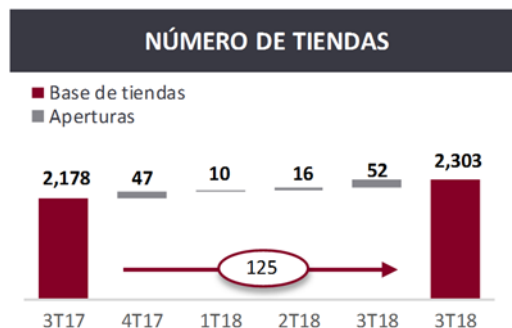 NÚMERO DE TIENDAS
Base de tiendas
Aperturas
2,178 47 10 16 52 2,303
125
3T17 4T17 1T18 2T18 3T18 3T18